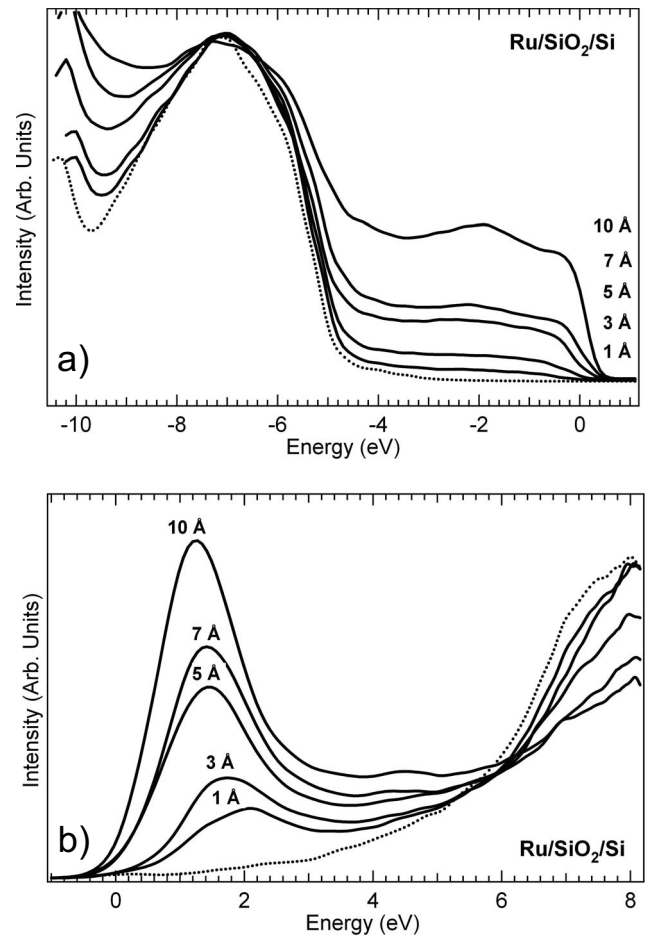 Ru/SiO₂/Si
Intensity (Arb. Units)
10 Å
7 Å
5 Å
3 Å
1 Å
a)
-10 -8 -6 -4 -2 0
Energy (eV)
10 Å
7 Å
5 Å
3 Å
1 Å
Intensity (Arb. Units)
b)
Ru/SiO₂/Si
0 2 4 6 8
Energy (eV)